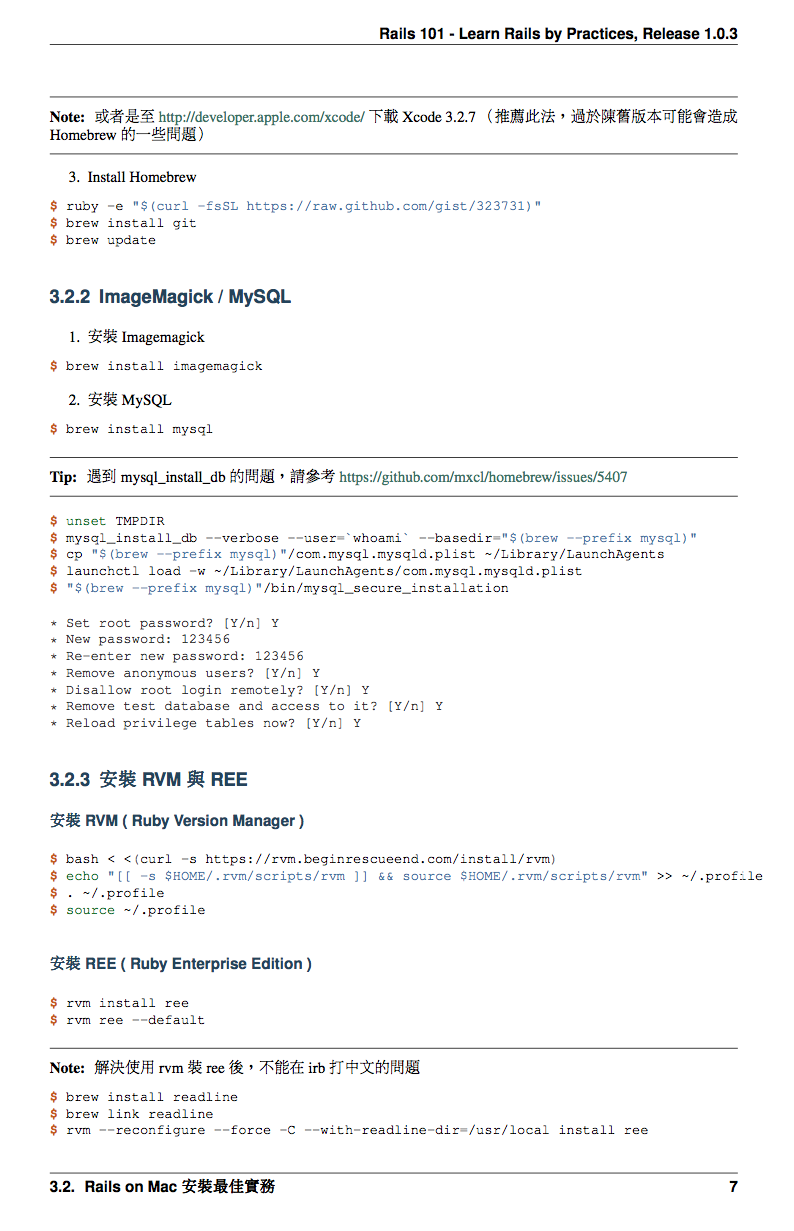 Rails 101 - Learn Rails by Practices, Release 1.0.3
Note: 或者是至 http://developer.apple.com/xcode/ 下載 Xcode 3.2.7（推薦此法，過於陳舊版本可能會造成
Homebrew 的一些問題）
3. Install Homebrew
$ ruby -e "$(curl -fsSL https://raw.github.com/gist/323731)"
$ brew install git
$ brew update
3.2.2 ImageMagick / MySQL
1. 安裝 Imagemagick
$ brew install imagemagick
2. 安裝 MySQL
$ brew install mysql
Tip: 遇到 mysql_install_db 的問題，請參考 https://github.com/mxcl/homebrew/issues/5407
$ unset TMPDIR
$ mysql_install_db --verbose --user=`whoami` --basedir="$(brew --prefix mysql)"
$ cp "$(brew --prefix mysql)"/com.mysql.mysqld.plist ~/Library/LaunchAgents
$ launchctl load -w ~/Library/LaunchAgents/com.mysql.mysqld.plist
$ "$(brew --prefix mysql)"/bin/mysql_secure_installation
* Set root password? [Y/n] Y
* New password: 123456
* Re-enter new password: 123456
* Remove anonymous users? [Y/n] Y
* Disallow root login remotely? [Y/n] Y
* Remove test database and access to it? [Y/n] Y
* Reload privilege tables now? [Y/n] Y
3.2.3 安裝 RVM 與 REE
安裝 RVM ( Ruby Version Manager )
$ bash < <(curl -s https://rvm.beginrescueend.com/install/rvm)
$ echo "[[ -s $HOME/.rvm/scripts/rvm ]] && source $HOME/.rvm/scripts/rvm" >> ~/.profile
$ . ~/.profile
$ source ~/.profile
安裝 REE ( Ruby Enterprise Edition )
$ rvm install ree
$ rvm ree --default
Note: 解決使用 rvm 裝 ree 後，不能在 irb 打中文的問題
$ brew install readline
$ brew link readline
$ rvm --reconfigure --force -C --with-readline-dir=/usr/local install ree
3.2. Rails on Mac 安裝最佳實務 7